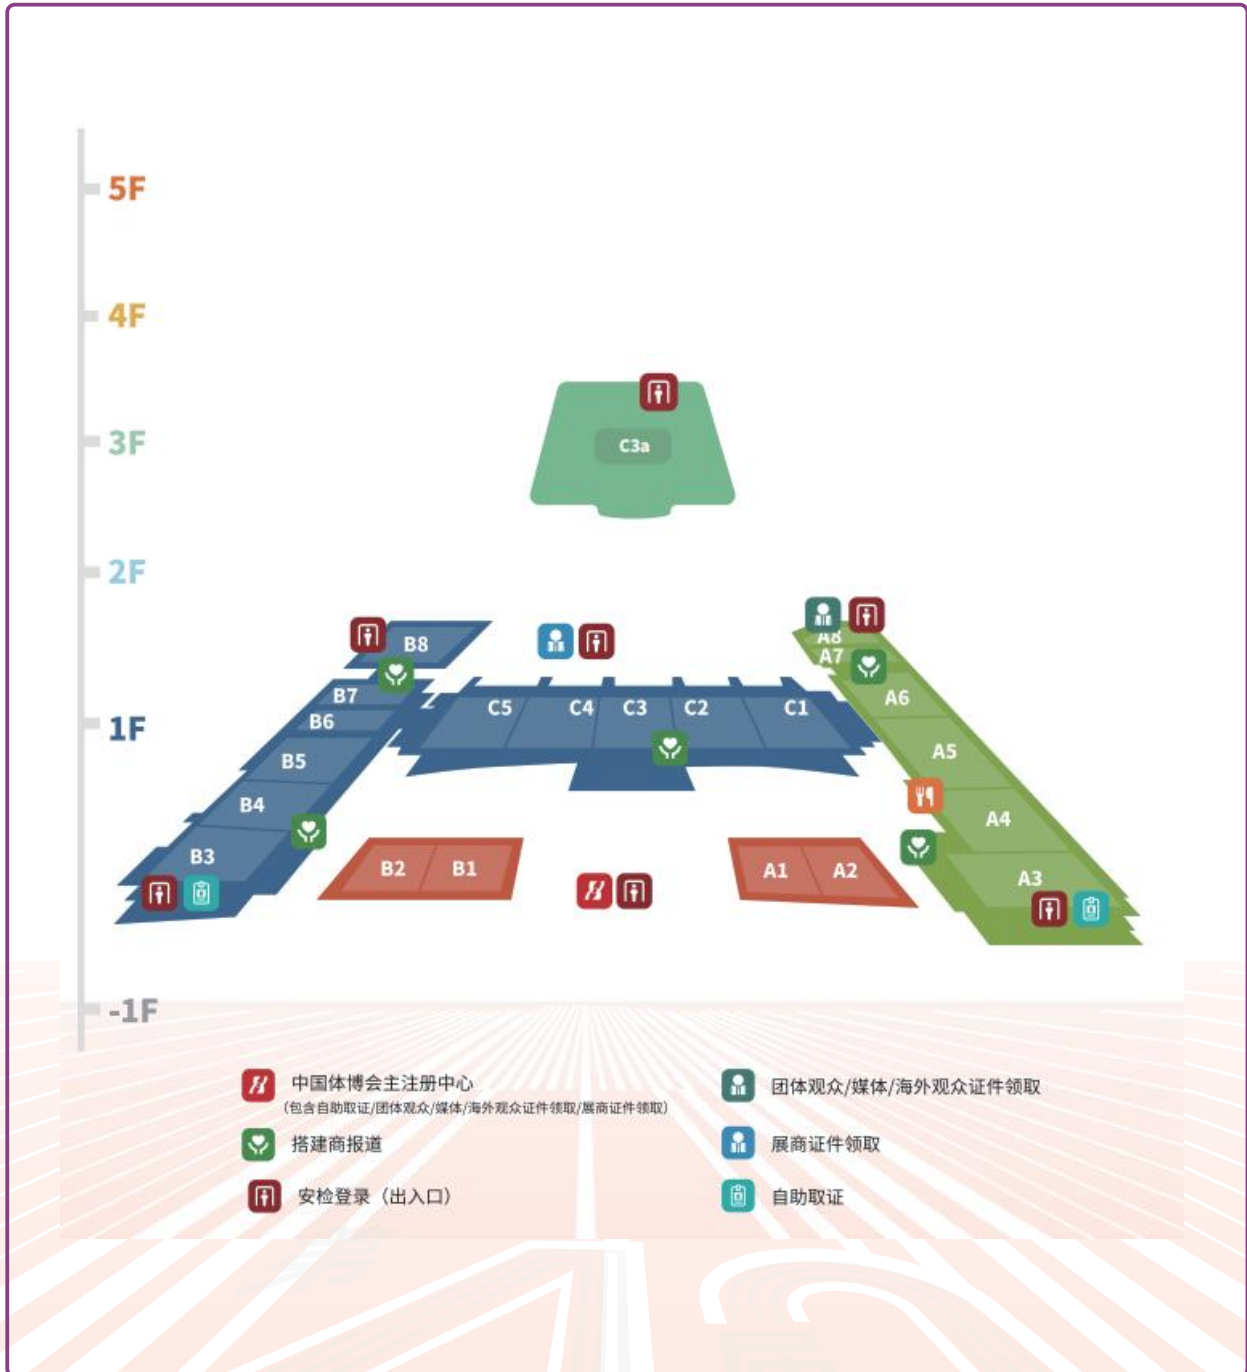 5F
4F
3F
C3a
2F
1F
B8
B7
B6
B5
B4
B3
C5
C4
C3
C2
C1
A8
A7
A6
A5
A4
A3
B2
B1
A1
A2
-1F
中国体博会主注册中心
（包含自助取证/团体观众/媒体/海外观众证件领取/展商证件领取）
搭建商报道
安检登录（出入口）
团体观众/媒体/海外观众证件领取
展商证件领取
自助取证